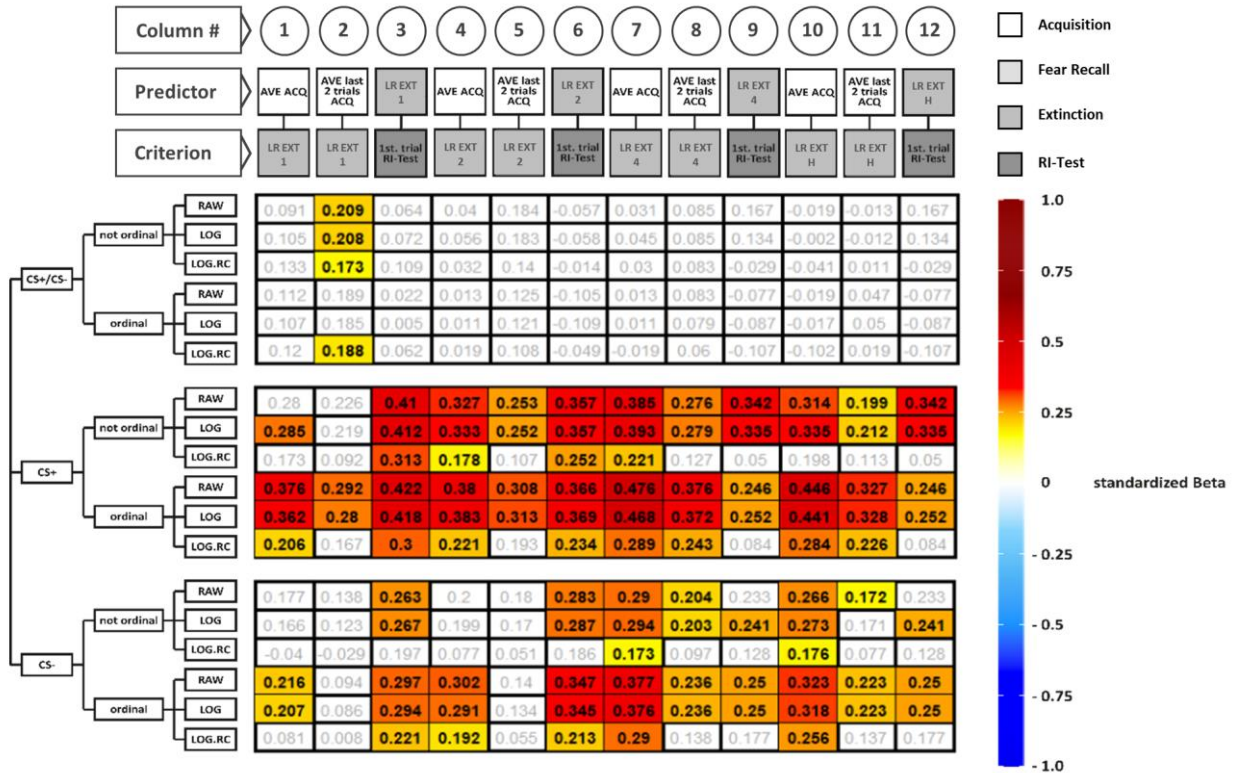 Column # 1 2 3 4 5 6 7 8 9 10 11 12
Predictor AVE ACQ AVE last 2 trials ACQ LR EXT 1 AVE ACQ AVE last 2 trials ACQ LR EXT 2 AVE ACQ AVE last 2 trials ACQ LR EXT 4 AVE ACQ AVE last 2 trials ACQ LR EXT H
Criterion LR EXT 1 LR EXT 1 1st. trial RI-Test LR EXT 2 LR EXT 2 1st. trial RI-Test LR EXT 4 LR EXT 4 1st. trial RI-Test LR EXT H LR EXT H 1st. trial RI-Test
Acquisition
Fear Recall
Extinction
RI-Test
CS+/CS-
not ordinal
RAW 0.091 0.209 0.064 0.04 0.184 -0.057 0.031 0.085 0.167 -0.019 -0.013 0.167
LOG 0.105 0.208 0.072 0.056 0.183 -0.058 0.045 0.085 0.134 -0.002 -0.012 0.134
LOG.RC 0.133 0.173 0.109 0.032 0.14 -0.014 0.03 0.083 -0.029 -0.041 0.011 -0.029
ordinal
RAW 0.112 0.189 0.022 0.013 0.125 -0.105 0.013 0.083 -0.077 -0.019 0.047 -0.077
LOG 0.107 0.185 0.005 0.011 0.121 -0.109 0.011 0.079 -0.087 -0.017 0.05 -0.087
LOG.RC 0.12 0.188 0.062 0.019 0.108 -0.049 -0.019 0.06 -0.107 -0.102 0.019 -0.107
CS+
not ordinal
RAW 0.28 0.226 0.41 0.327 0.253 0.357 0.385 0.276 0.342 0.314 0.199 0.342
LOG 0.285 0.219 0.412 0.333 0.252 0.357 0.393 0.279 0.335 0.335 0.212 0.335
LOG.RC 0.173 0.092 0.313 0.178 0.107 0.252 0.221 0.127 0.05 0.198 0.113 0.05
ordinal
RAW 0.376 0.292 0.422 0.38 0.308 0.366 0.476 0.376 0.246 0.446 0.327 0.246
LOG 0.362 0.28 0.418 0.383 0.313 0.369 0.468 0.372 0.252 0.441 0.328 0.252
LOG.RC 0.206 0.167 0.3 0.221 0.193 0.234 0.289 0.243 0.084 0.284 0.226 0.084
CS-
not ordinal
RAW 0.177 0.138 0.263 0.2 0.18 0.283 0.29 0.204 0.233 0.266 0.172 0.233
LOG 0.166 0.123 0.267 0.199 0.17 0.287 0.294 0.203 0.241 0.273 0.171 0.241
LOG.RC -0.04 -0.029 0.197 0.077 0.051 0.186 0.173 0.097 0.128 0.176 0.077 0.128
ordinal
RAW 0.216 0.094 0.297 0.302 0.14 0.347 0.377 0.236 0.25 0.323 0.223 0.25
LOG 0.207 0.086 0.294 0.291 0.134 0.345 0.376 0.236 0.25 0.318 0.223 0.25
LOG.RC 0.081 0.008 0.221 0.192 0.055 0.213 0.29 0.138 0.177 0.256 0.137 0.177
1.0
0.75
0.5
0.25
0 standardized Beta
- 0.25
- 0.5
- 0.75
- 1.0